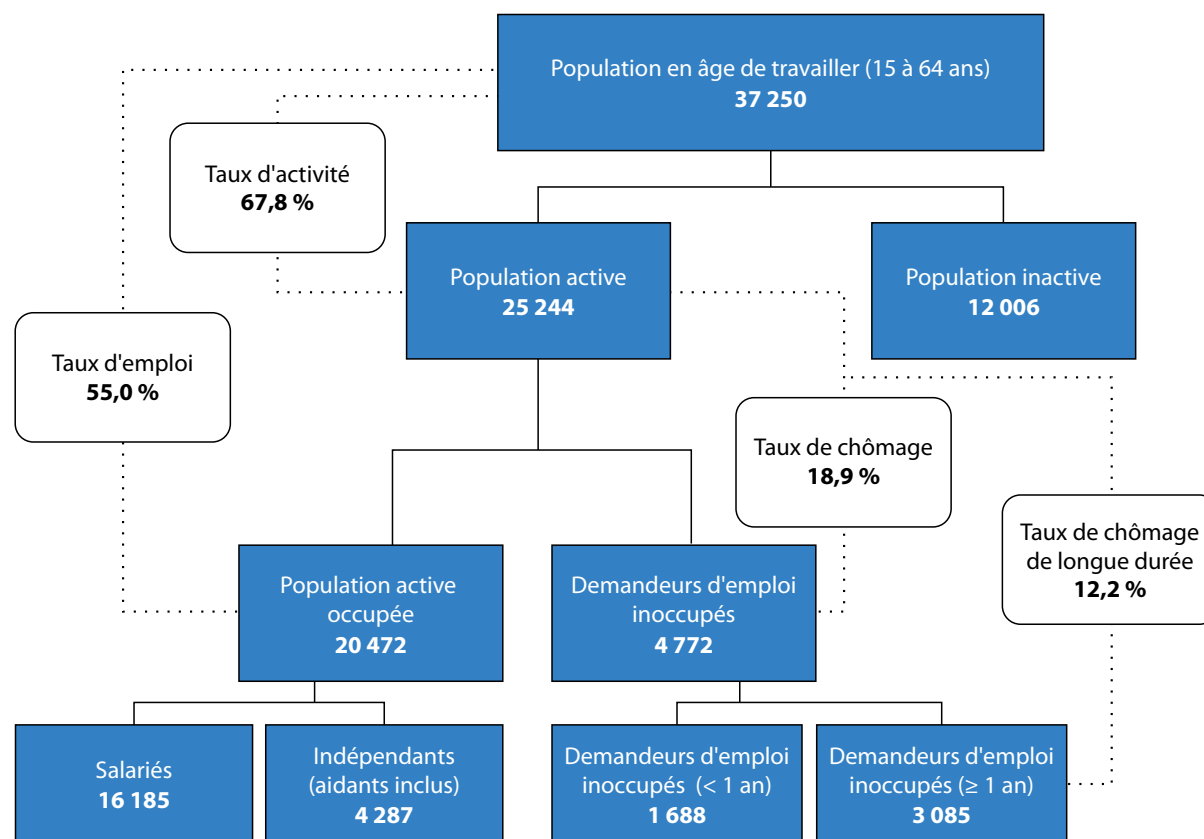 Population en âge de travailler (15 à 64 ans)
37 250
Taux d'activité
67,8 %
Population active
25 244
Population inactive
12 006
Taux d'emploi
55,0 %
Taux de chômage
18,9 %
Taux de chômage
de longue durée
12,2 %
Population active
occupée
20 472
Demandeurs d'emploi
inoccupés
4 772
Salariés
16 185
Indépendants
(aidants inclus)
4 287
Demandeurs d'emploi
inoccupés (< 1 an)
1 688
Demandeurs d'emploi
inoccupés (≥ 1 an)
3 085